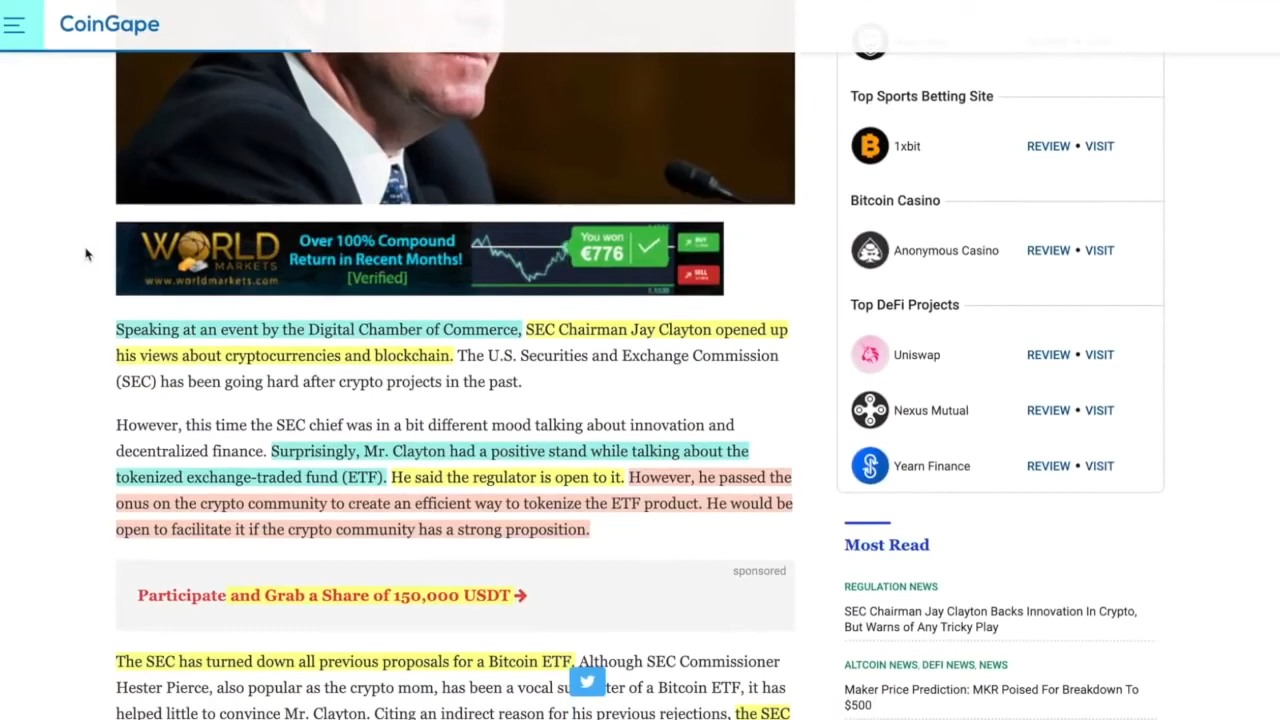 CoinGape
WORLD
MARKETS
www.worldmarkets.com
Over 100% Compound
Return in Recent Months!
[Verified]
You won
€776
BUY
SELL
Speaking at an event by the Digital Chamber of Commerce, SEC Chairman Jay Clayton opened up
his views about cryptocurrencies and blockchain. The U.S. Securities and Exchange Commission
(SEC) has been going hard after crypto projects in the past.
However, this time the SEC chief was in a bit different mood talking about innovation and
decentralized finance. Surprisingly, Mr. Clayton had a positive stand while talking about the
tokenized exchange-traded fund (ETF). He said the regulator is open to it. However, he passed the
onus on the crypto community to create an efficient way to tokenize the ETF product. He would be
open to facilitate it if the crypto community has a strong proposition.
sponsored
Participate and Grab a Share of 150,000 USDT →
The SEC has turned down all previous proposals for a Bitcoin ETF. Although SEC Commissioner
Hester Pierce, also popular as the crypto mom, has been a vocal ter of a Bitcoin ETF, it has
helped little to convince Mr. Clayton. Citing an indirect reason for his previous rejections, the SEC
Top Sports Betting Site
1xbit REVIEW • VISIT
Bitcoin Casino
Anonymous Casino REVIEW • VISIT
Top DeFi Projects
Uniswap REVIEW • VISIT
Nexus Mutual REVIEW • VISIT
Yearn Finance REVIEW • VISIT
Most Read
REGULATION NEWS
SEC Chairman Jay Clayton Backs Innovation In Crypto,
But Warns of Any Tricky Play
ALTCOIN NEWS, DEFI NEWS, NEWS
Maker Price Prediction: MKR Poised For Breakdown To
$500